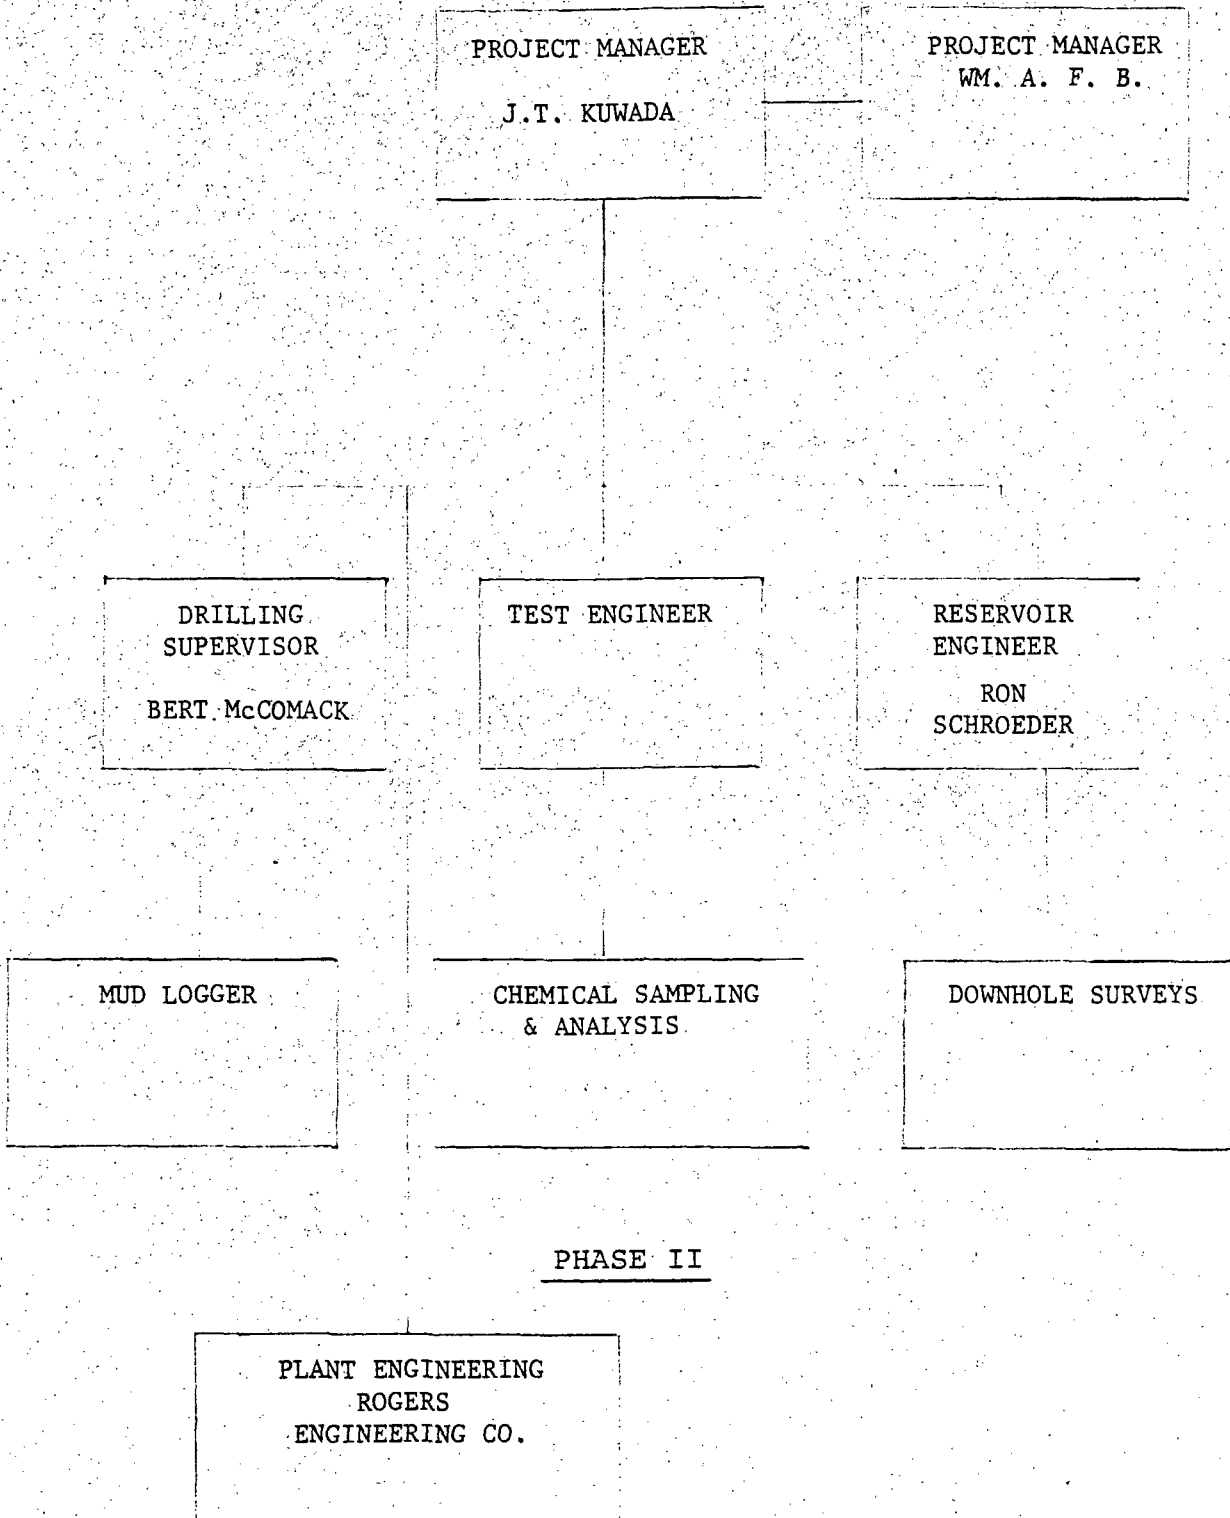 PROJECT MANAGER
J.T. KUWADA
PROJECT MANAGER
WM. A. F. B.
DRILLING
SUPERVISOR
BERT McCOMACK
TEST ENGINEER
RESERVOIR
ENGINEER
RON
SCHROEDER
MUD LOGGER
CHEMICAL SAMPLING
& ANALYSIS
DOWNHOLE SURVEYS
PHASE II
PLANT ENGINEERING
ROGERS
ENGINEERING CO.